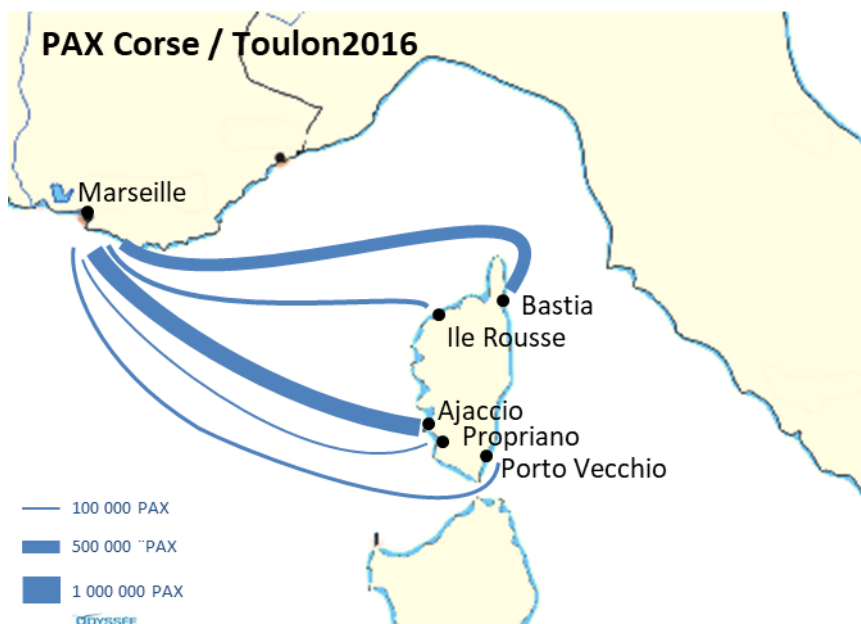 PAX Corse / Toulon2016
Marseille
Bastia
Ile Rousse
Ajaccio
Propriano
Porto Vecchio
100 000 PAX
500 000 ¨PAX
1 000 000 PAX
ODYSSÉE